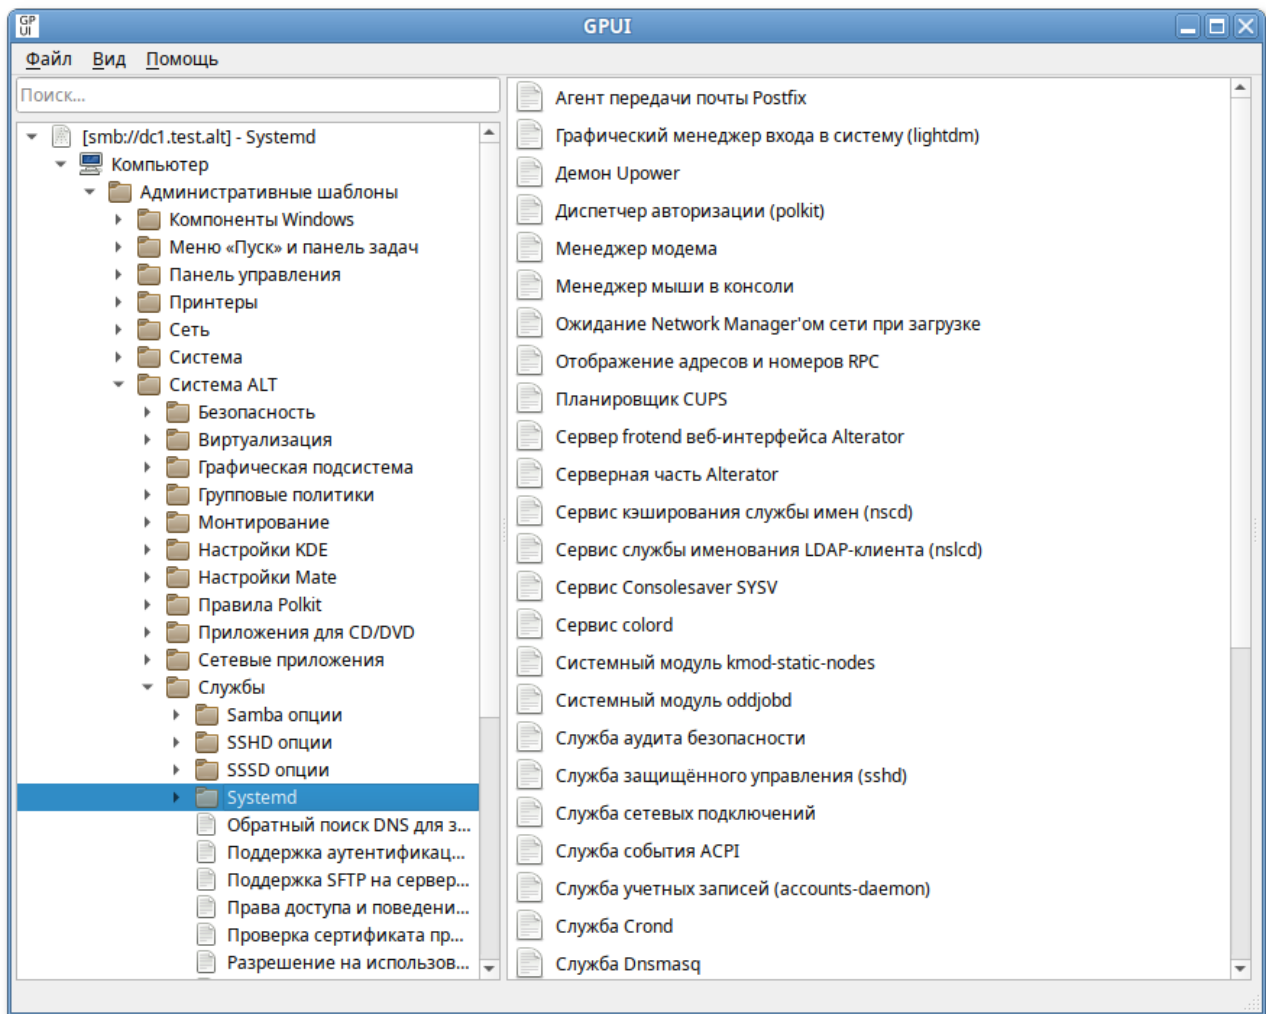 GPUI
GPUI
Файл Вид Помощь
Поиск...
[smb://dc1.test.alt] - Systemd
Компьютер
Административные шаблоны
Компоненты Windows
Меню «Пуск» и панель задач
Панель управления
Принтеры
Сеть
Система
Система ALT
Безопасность
Виртуализация
Графическая подсистема
Групповые политики
Монтирование
Настройки KDE
Настройки Mate
Правила Polkit
Приложения для CD/DVD
Сетевые приложения
Службы
Samba опции
SSHD опции
SSSD опции
Systemd
Обратный поиск DNS для з...
Поддержка аутентификац...
Поддержка SFTP на сервер...
Права доступа и поведени...
Проверка сертификата пр...
Разрешение на использов...
Агент передачи почты Postfix
Графический менеджер входа в систему (lightdm)
Демон Upower
Диспетчер авторизации (polkit)
Менеджер модема
Менеджер мыши в консоли
Ожидание Network Manager'ом сети при загрузке
Отображение адресов и номеров RPC
Планировщик CUPS
Сервер frotend веб-интерфейса Alterator
Серверная часть Alterator
Сервис кэширования службы имен (nscd)
Сервис службы именования LDAP-клиента (nslcd)
Сервис Consolesaver SYSV
Сервис colord
Системный модуль kmod-static-nodes
Системный модуль oddjobd
Служба аудита безопасности
Служба защищённого управления (sshd)
Служба сетевых подключений
Служба события ACPI
Служба учетных записей (accounts-daemon)
Служба Crond
Служба Dnsmasq